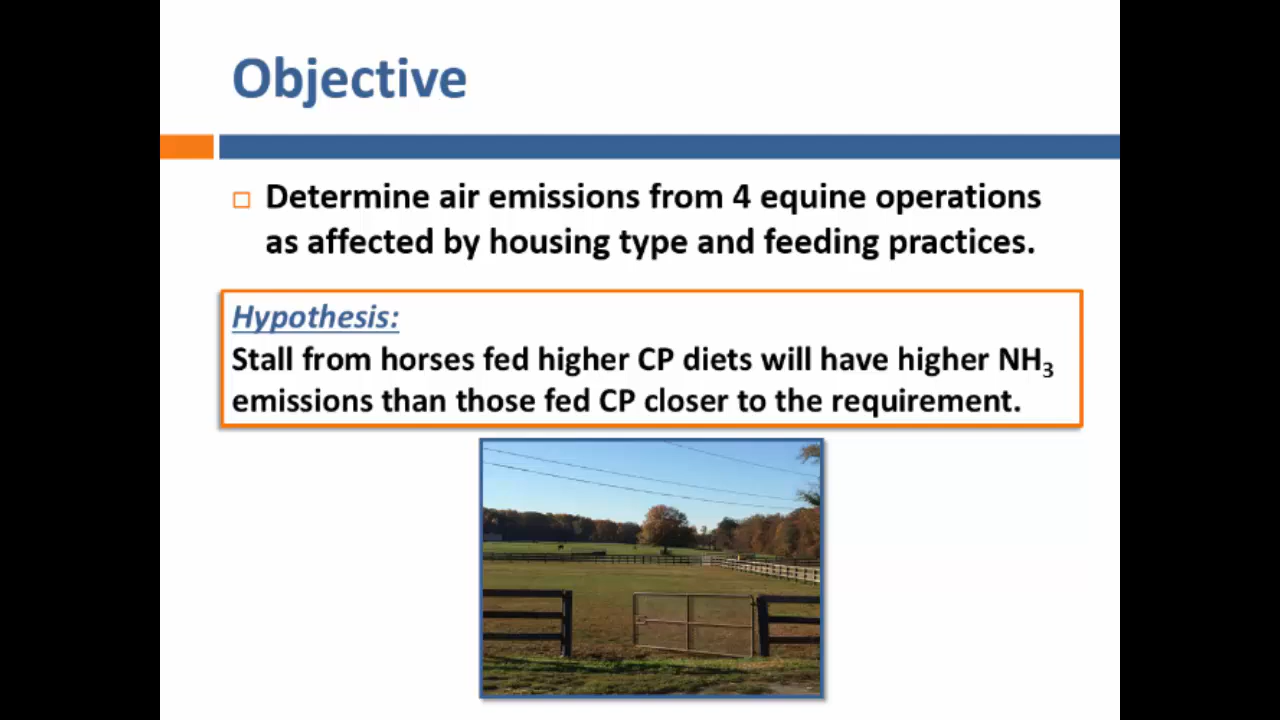 Objective
Determine air emissions from 4 equine operations
as affected by housing type and feeding practices.
Hypothesis:
Stall from horses fed higher CP diets will have higher NH₃
emissions than those fed CP closer to the requirement.